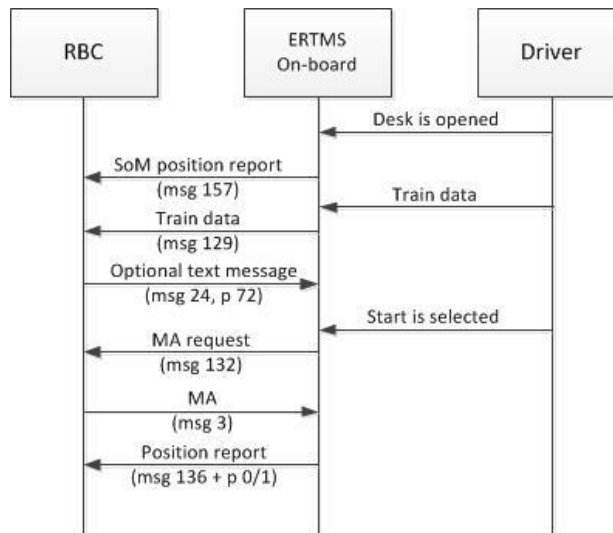 RBC
ERTMS
On-board
Driver
Desk is opened
SoM position report
(msg 157)
Train data
Train data
(msg 129)
Optional text message
(msg 24, p 72)
Start is selected
MA request
(msg 132)
MA
(msg 3)
Position report
(msg 136 + p 0/1)